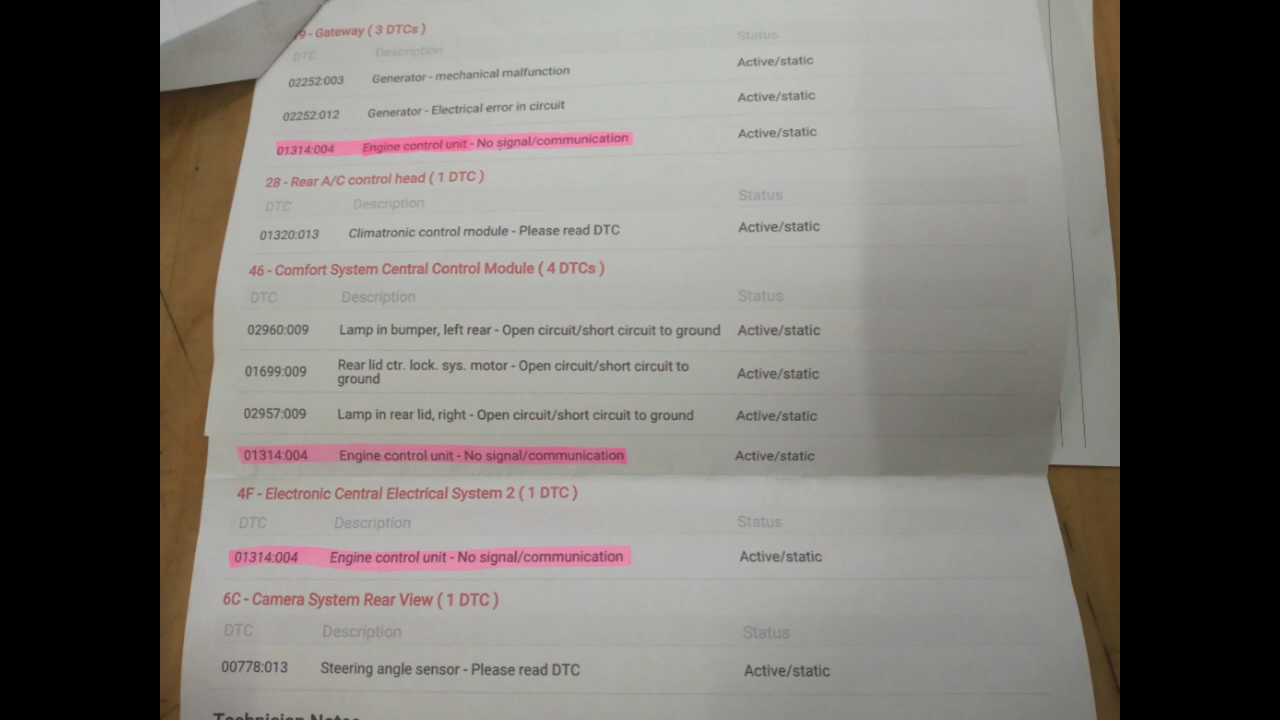 9 - Gateway ( 3 DTCs )
DTC Description Status
02252:003 Generator - mechanical malfunction Active/static
02252:012 Generator - Electrical error in circuit Active/static
01314:004 Engine control unit - No signal/communication Active/static
28 - Rear A/C control head ( 1 DTC )
DTC Description Status
01320:013 Climatronic control module - Please read DTC Active/static
46 - Comfort System Central Control Module ( 4 DTCs )
DTC Description Status
02960:009 Lamp in bumper, left rear - Open circuit/short circuit to ground Active/static
01699:009 Rear lid ctr. lock. sys. motor - Open circuit/short circuit to Active/static
ground
02957:009 Lamp in rear lid, right - Open circuit/short circuit to ground Active/static
01314:004 Engine control unit - No signal/communication Active/static
4F - Electronic Central Electrical System 2 ( 1 DTC )
DTC Description Status
01314:004 Engine control unit - No signal/communication Active/static
6C - Camera System Rear View ( 1 DTC )
DTC Description Status
00778:013 Steering angle sensor - Please read DTC Active/static
Technician Notes